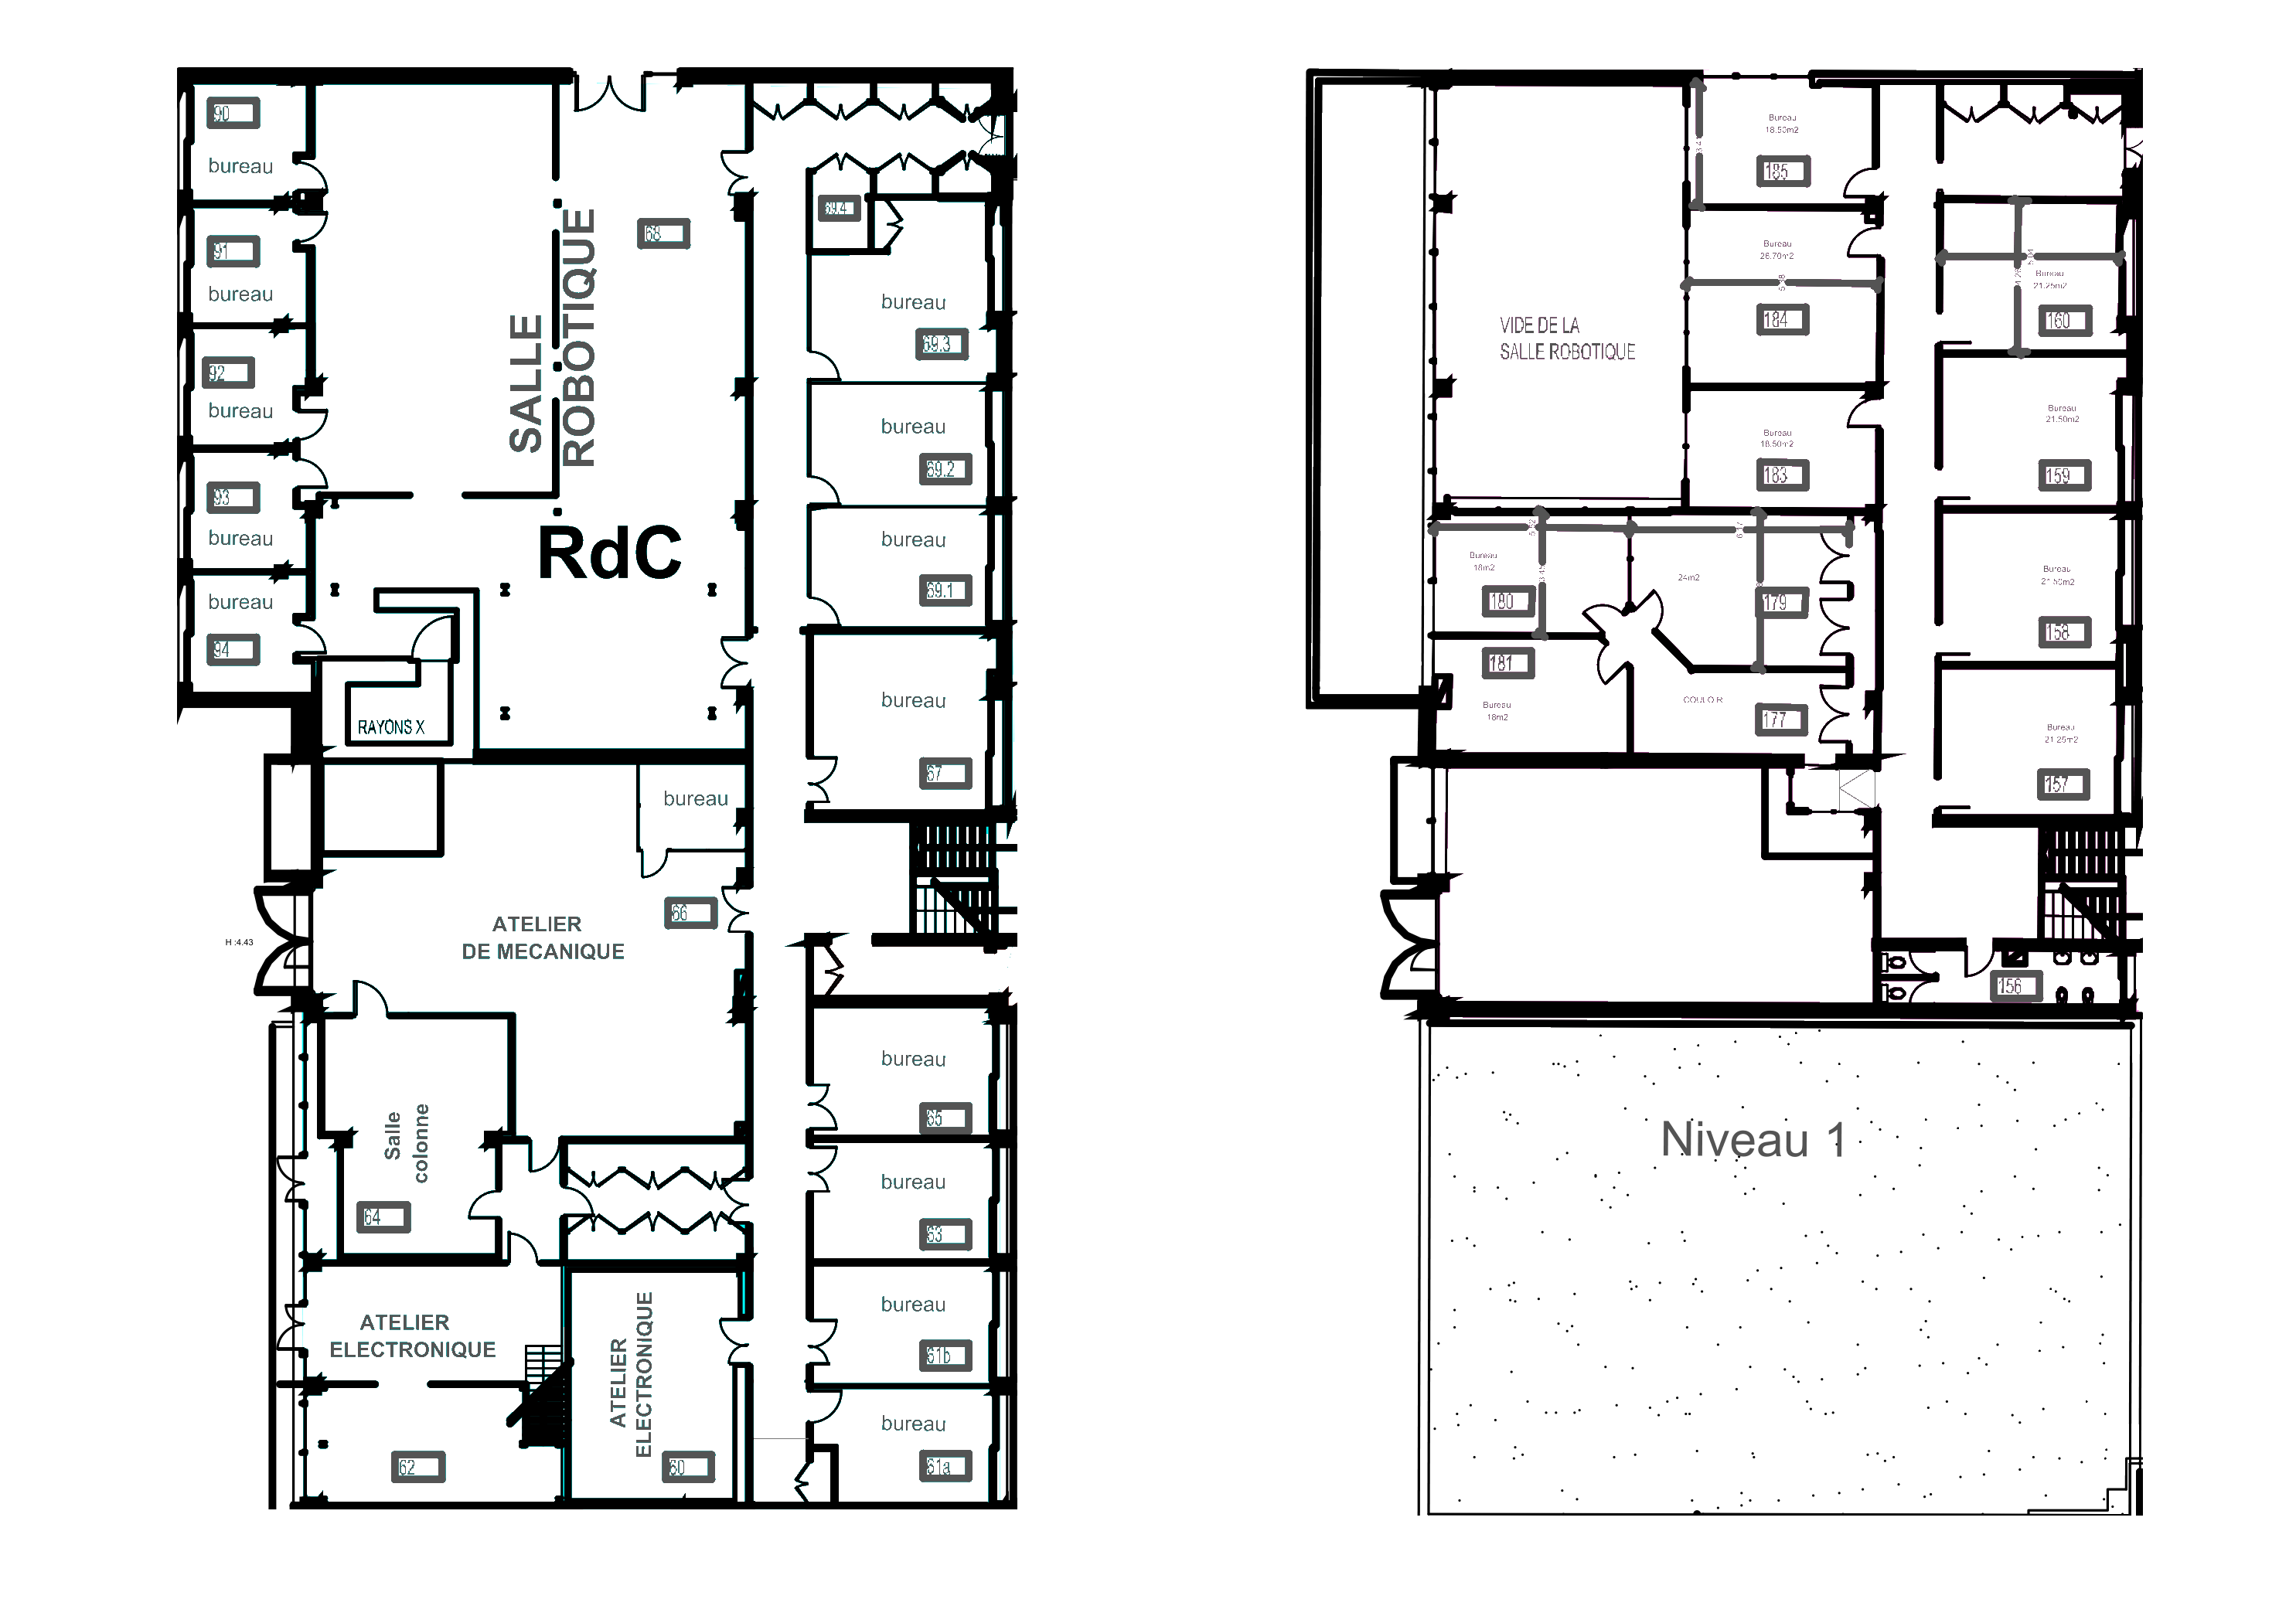 90
bureau
91
bureau
92
bureau
93
bureau
bureau
94
SALLE
ROBOTIQUE
68
RdC
RAYONS X
69.4
bureau
69.3
bureau
69.2
bureau
69.1
bureau
67
bureau
66
ATELIER
DE MECANIQUE
H :4.43
Salle
colonne
64
bureau
65
bureau
63
bureau
61b
bureau
61a
ATELIER
ELECTRONIQUE
62
ATELIER
ELECTRONIQUE
60
VIDE DE LA
SALLE ROBOTIQUE
Bureau
18.50m2
185
Bureau
26.70m2
184
Bureau
18.50m2
183
Bureau
21.25m2
160
Bureau
21.50m2
159
Bureau
21.50m2
158
Bureau
21.25m2
157
Bureau
18m2
180
24m2
179
181
Bureau
18m2
COULOIR
177
156
Niveau 1